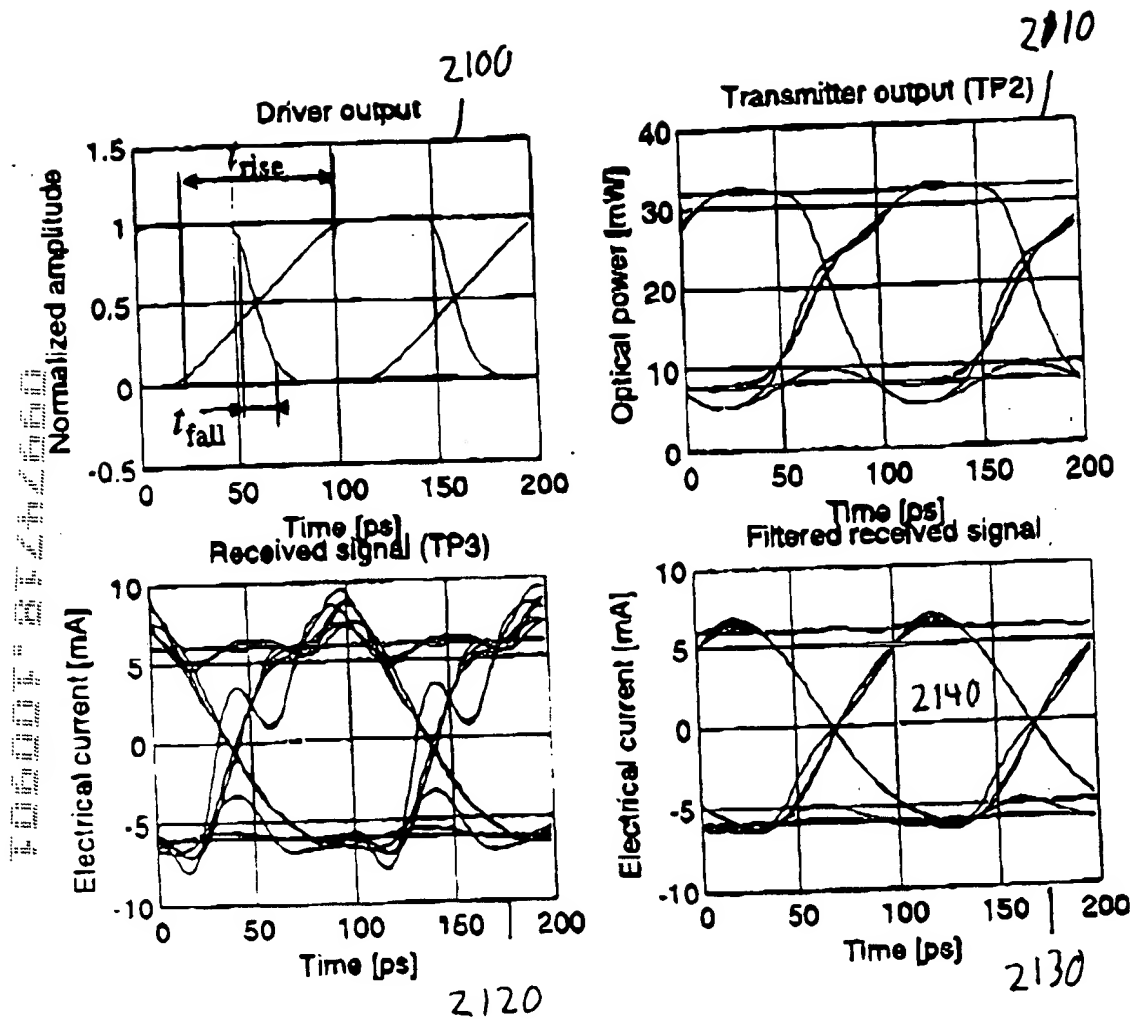 2100
Driver output
1.5
1
0.5
0
-0.5
Normalized amplitude
t rise
t fall
0 50 100 150 200
Time [ps]
2110
Transmitter output (TP2)
40
30
20
10
0
Optical power [mW]
0 50 100 150 200
Time [ps]
Received signal (TP3)
10
5
0
-5
-10
Electrical current [mA]
0 50 100 150 200
Time [ps]
2120
Filtered received signal
10
5
0
-5
-10
Electrical current [mA]
2140
0 50 100 150 200
Time [ps]
2130